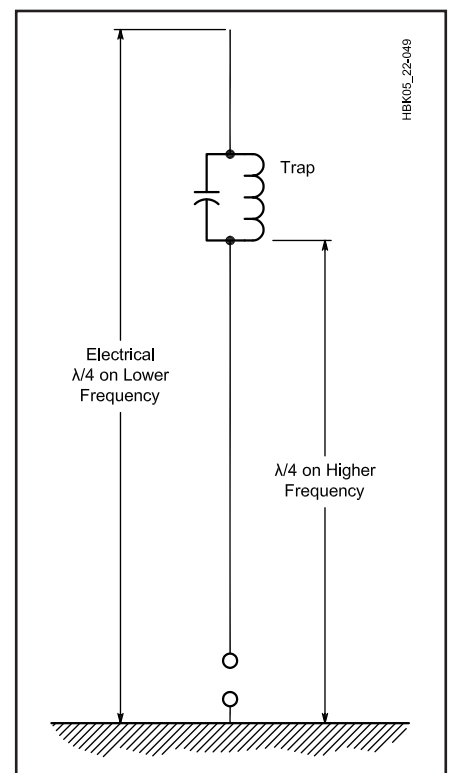 HBK05_22-049
Trap
Electrical
λ/4 on Lower
Frequency
λ/4 on Higher
Frequency